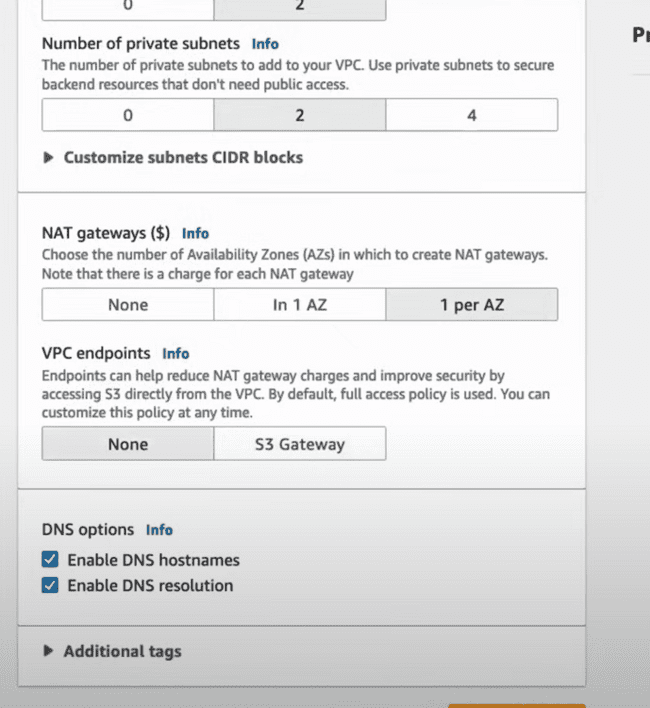 0 2
Number of private subnets Info
The number of private subnets to add to your VPC. Use private subnets to secure
backend resources that don't need public access.
0 2 4
Customize subnets CIDR blocks
NAT gateways ($) Info
Choose the number of Availability Zones (AZs) in which to create NAT gateways.
Note that there is a charge for each NAT gateway
None In 1 AZ 1 per AZ
VPC endpoints Info
Endpoints can help reduce NAT gateway charges and improve security by
accessing S3 directly from the VPC. By default, full access policy is used. You can
customize this policy at any time.
None S3 Gateway
DNS options Info
Enable DNS hostnames
Enable DNS resolution
Additional tags